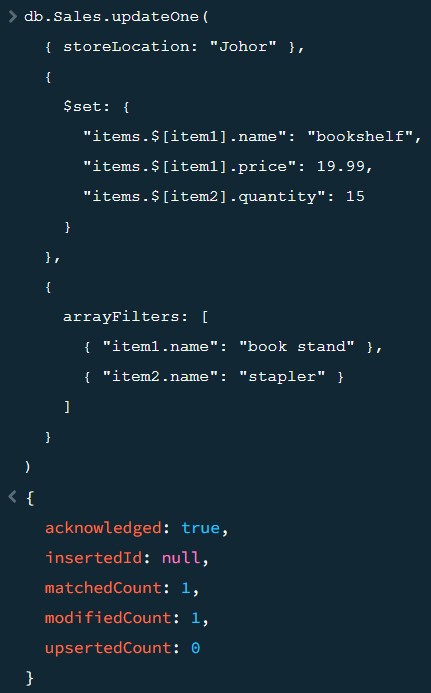 > db.Sales.updateOne(
{ storeLocation: "Johor" },
{
$set: {
"items.$[item1].name": "bookshelf",
"items.$[item1].price": 19.99,
"items.$[item2].quantity": 15
}
},
{
arrayFilters: [
{ "item1.name": "book stand" },
{ "item2.name": "stapler" }
]
}
)
< {
acknowledged: true,
insertedId: null,
matchedCount: 1,
modifiedCount: 1,
upsertedCount: 0
}